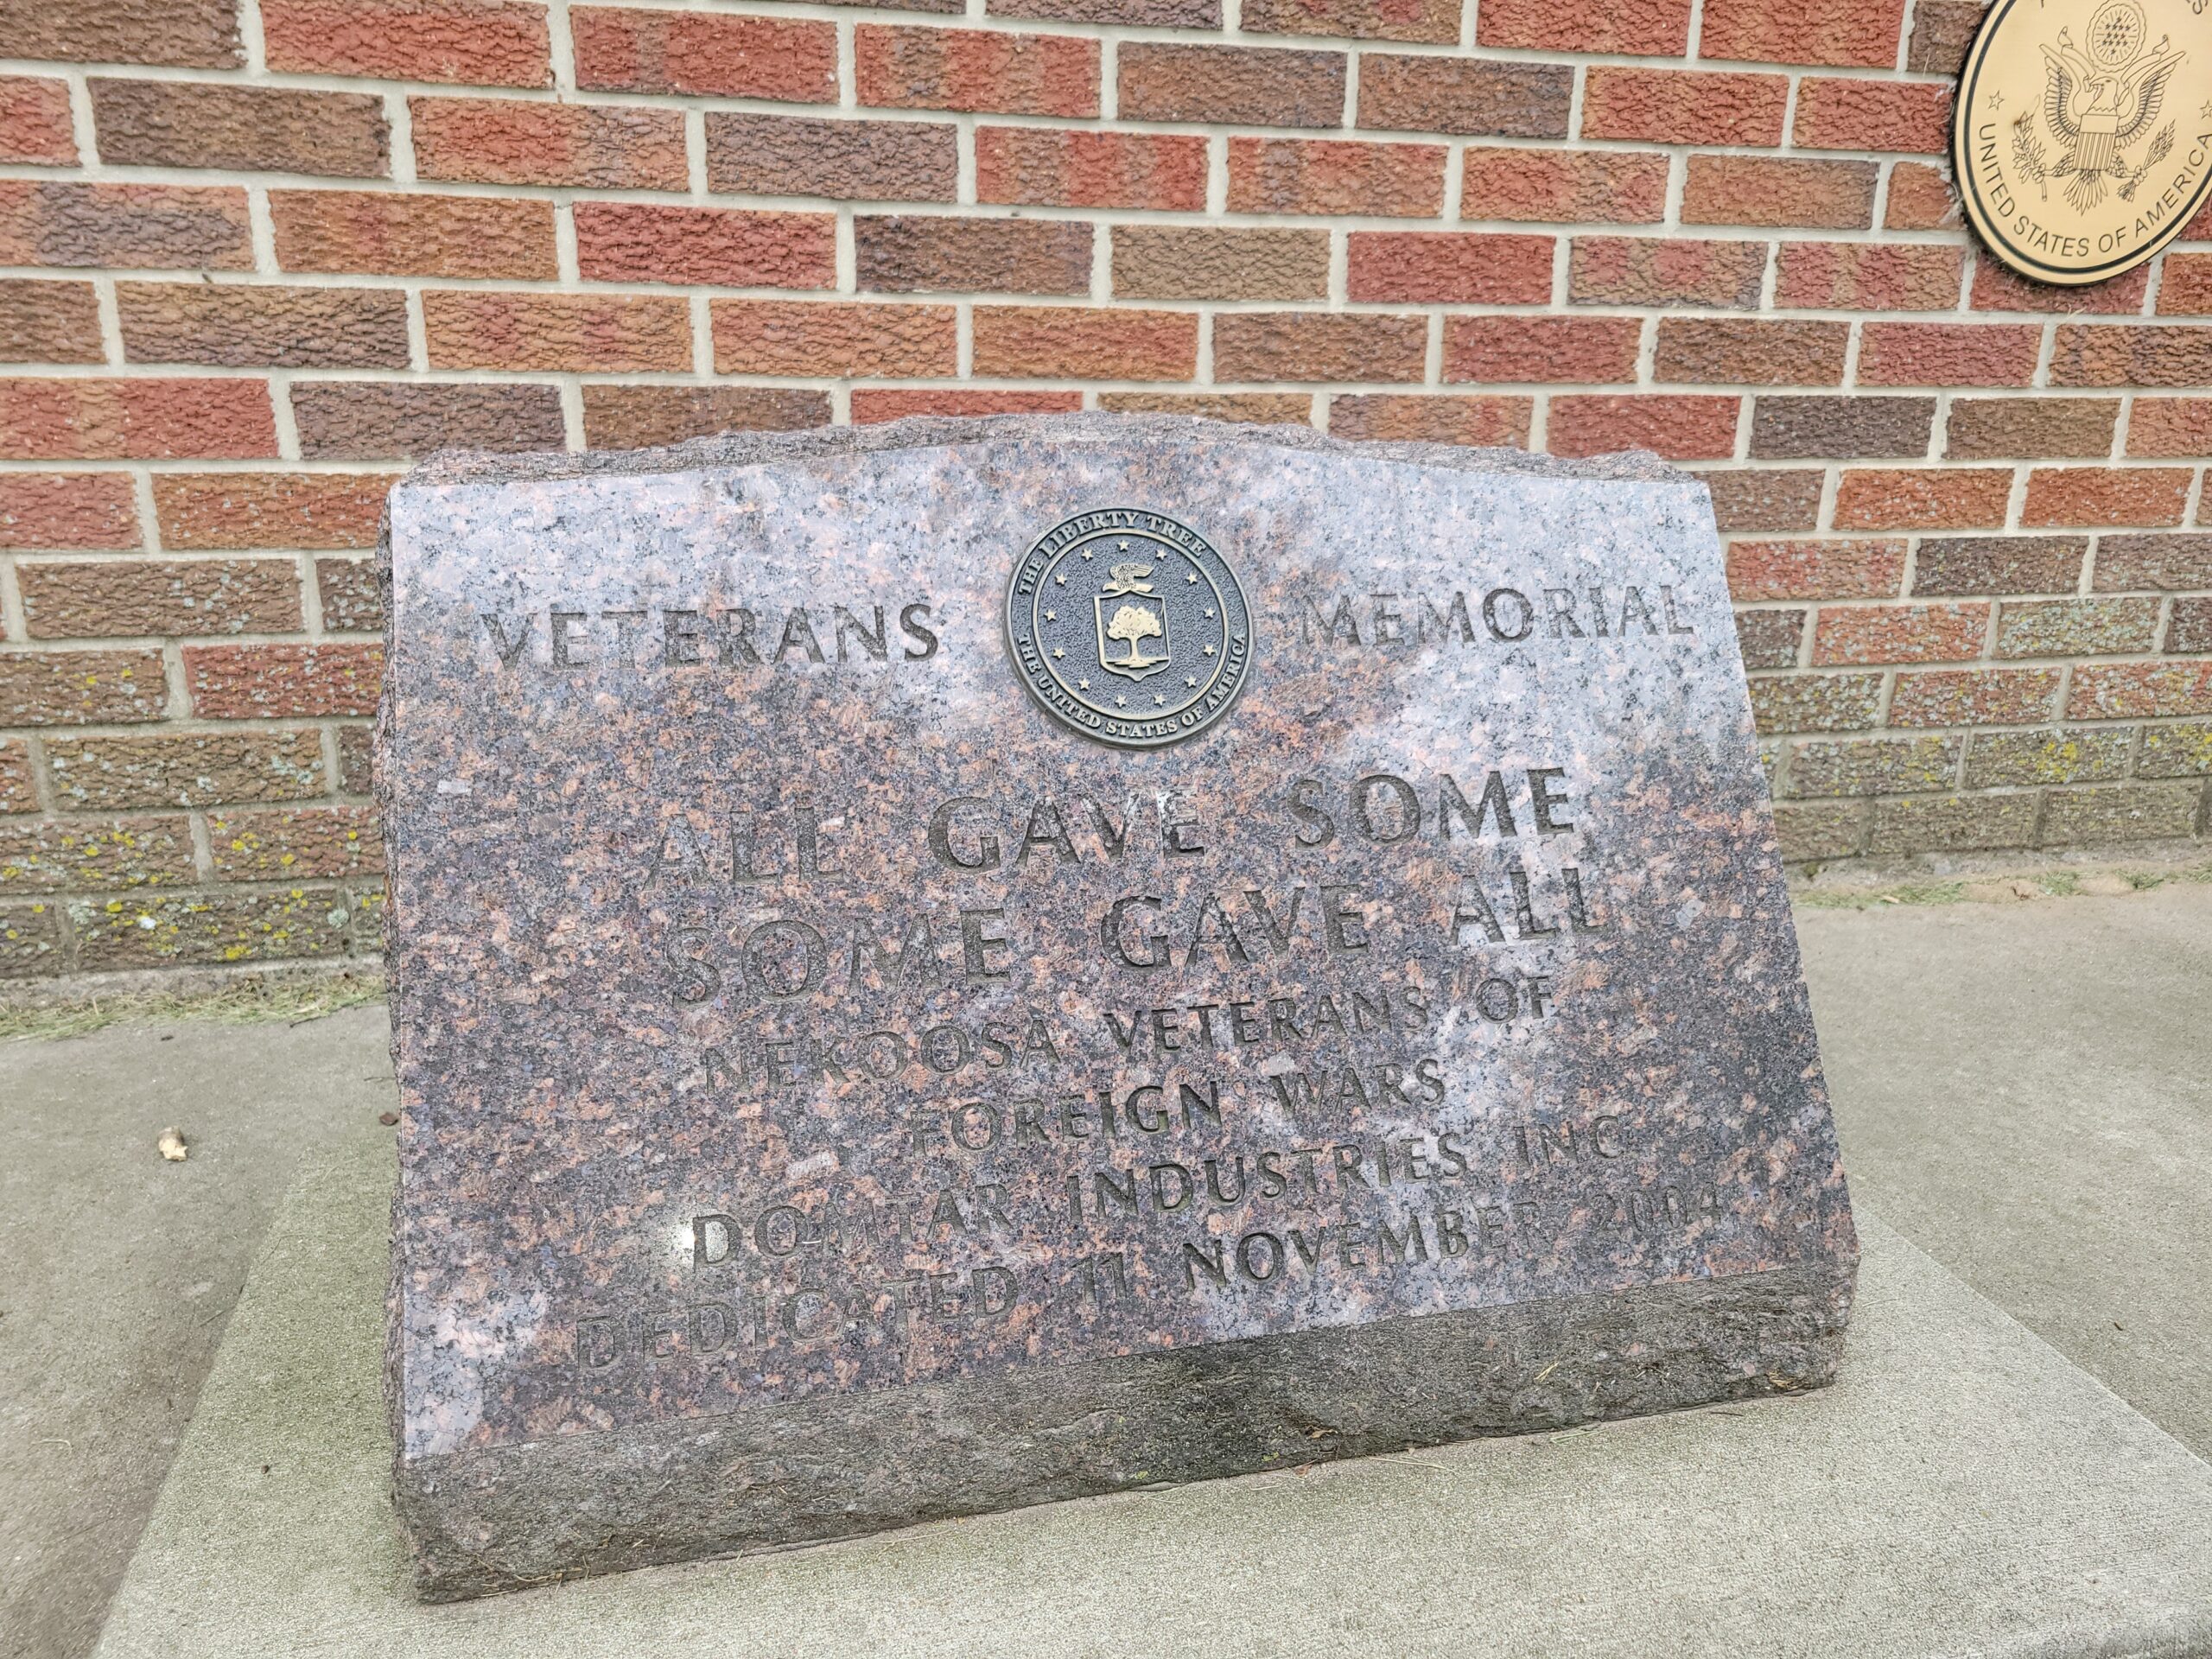 UNITED STATES OF AMERICA
THE LIBERTY TREE
THE UNITED STATES OF AMERICA
VETERANS MEMORIAL
ALL GAVE SOME
SOME GAVE ALL
NEKOOSA VETERANS OF
FOREIGN WARS
DOMTAR INDUSTRIES INC
DEDICATED 11 NOVEMBER 2004